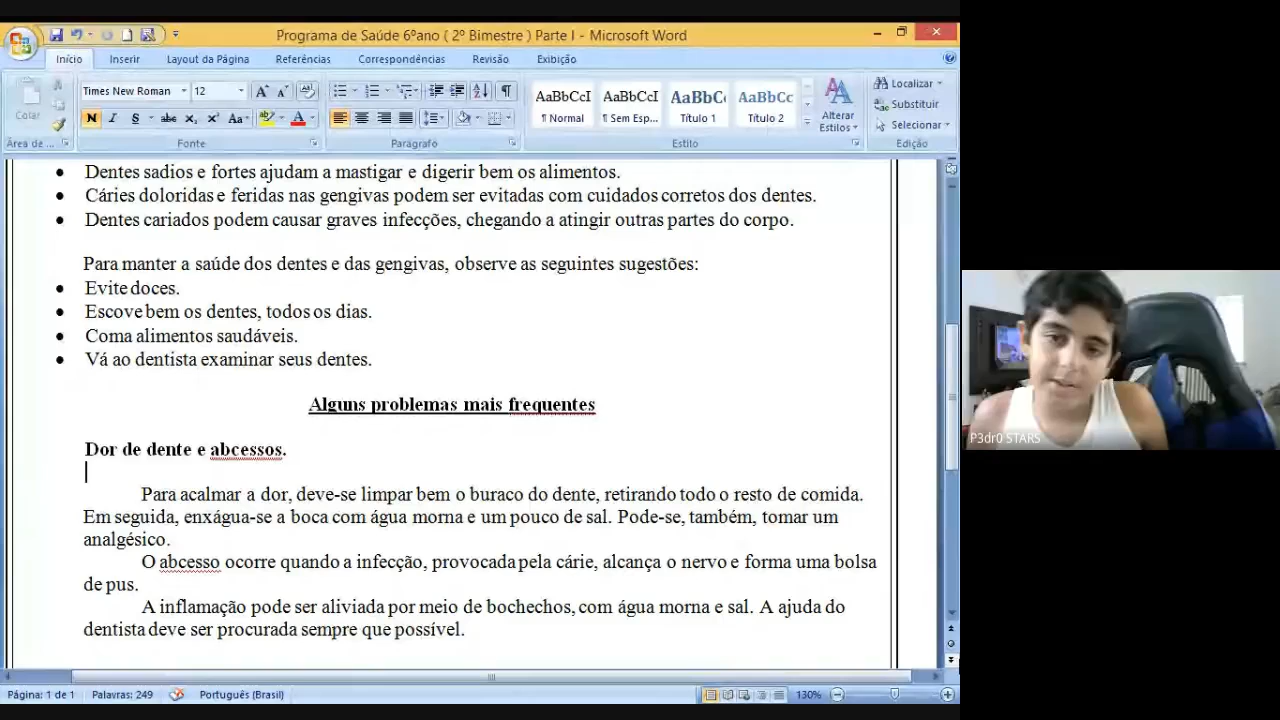 Programa de Saúde 6ºano ( 2º Bimestre ) Parte I - Microsoft Word
Início Inserir Layout da Página Referências Correspondências Revisão Exibição
Colar
Times New Roman 12
AaBbCcI AaBbCcI AaBbC AaBbCc
¶ Normal ¶ Sem Esp... Título 1 Título 2
Alterar Estilos
Localizar
Substituir
Selecionar
Área de ... Fonte Parágrafo Estilo Edição
• Dentes sadios e fortes ajudam a mastigar e digerir bem os alimentos.
• Cáries doloridas e feridas nas gengivas podem ser evitadas com cuidados corretos dos dentes.
• Dentes cariados podem causar graves infecções, chegando a atingir outras partes do corpo.
Para manter a saúde dos dentes e das gengivas, observe as seguintes sugestões:
• Evite doces.
• Escove bem os dentes, todos os dias.
• Coma alimentos saudáveis.
• Vá ao dentista examinar seus dentes.
Alguns problemas mais frequentes
Dor de dente e abcessos.
Para acalmar a dor, deve-se limpar bem o buraco do dente, retirando todo o resto de comida.
Em seguida, enxágua-se a boca com água morna e um pouco de sal. Pode-se, também, tomar um
analgésico.
O abcesso ocorre quando a infecção, provocada pela cárie, alcança o nervo e forma uma bolsa
de pus.
A inflamação pode ser aliviada por meio de bochechos, com água morna e sal. A ajuda do
dentista deve ser procurada sempre que possível.
Página: 1 de 1 Palavras: 249 Português (Brasil) 130%
P3dr0 STARS